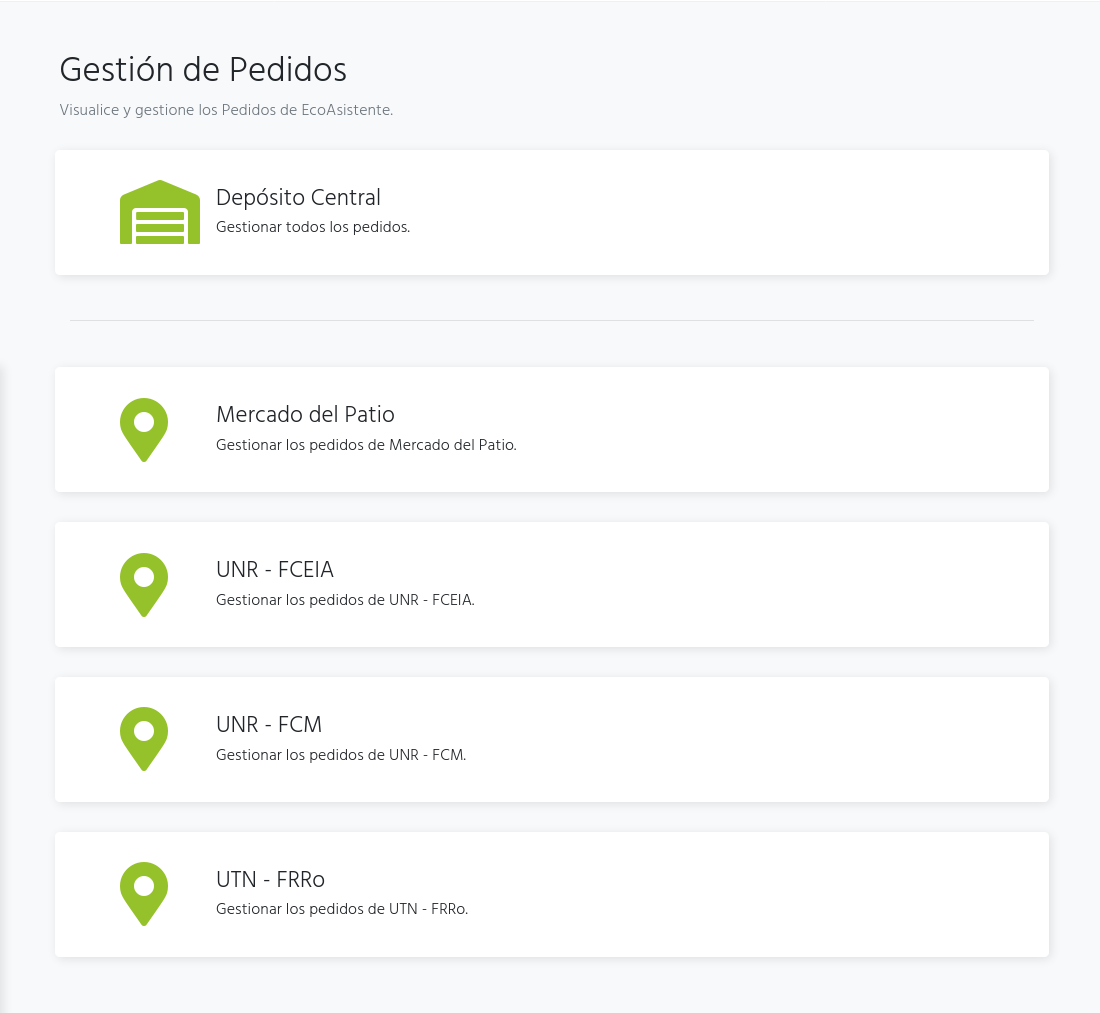 Gestión de Pedidos
Visualice y gestione los Pedidos de EcoAsistente.
Depósito Central
Gestionar todos los pedidos.
Mercado del Patio
Gestionar los pedidos de Mercado del Patio.
UNR - FCEIA
Gestionar los pedidos de UNR - FCEIA.
UNR - FCM
Gestionar los pedidos de UNR - FCM.
UTN - FRRo
Gestionar los pedidos de UTN - FRRo.